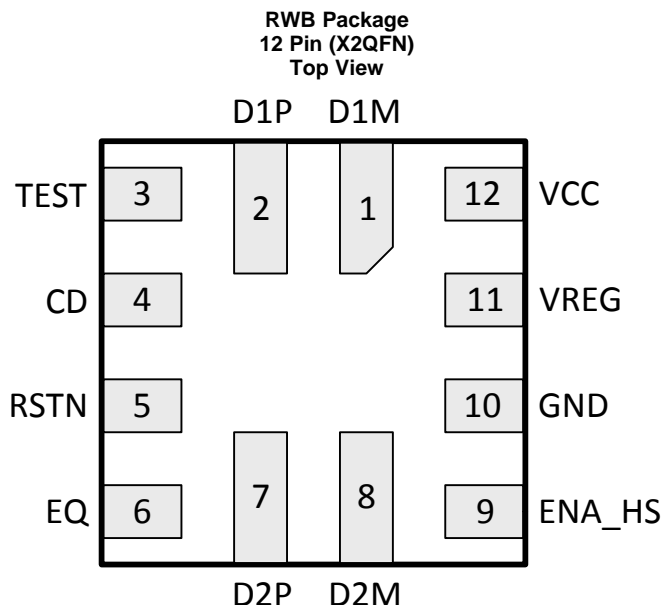 RWB Package
12 Pin (X2QFN)
Top View
D1P D1M
TEST 3 2 1 12 VCC
CD 4 11 VREG
RSTN 5 10 GND
EQ 6 7 8 9 ENA_HS
D2P D2M